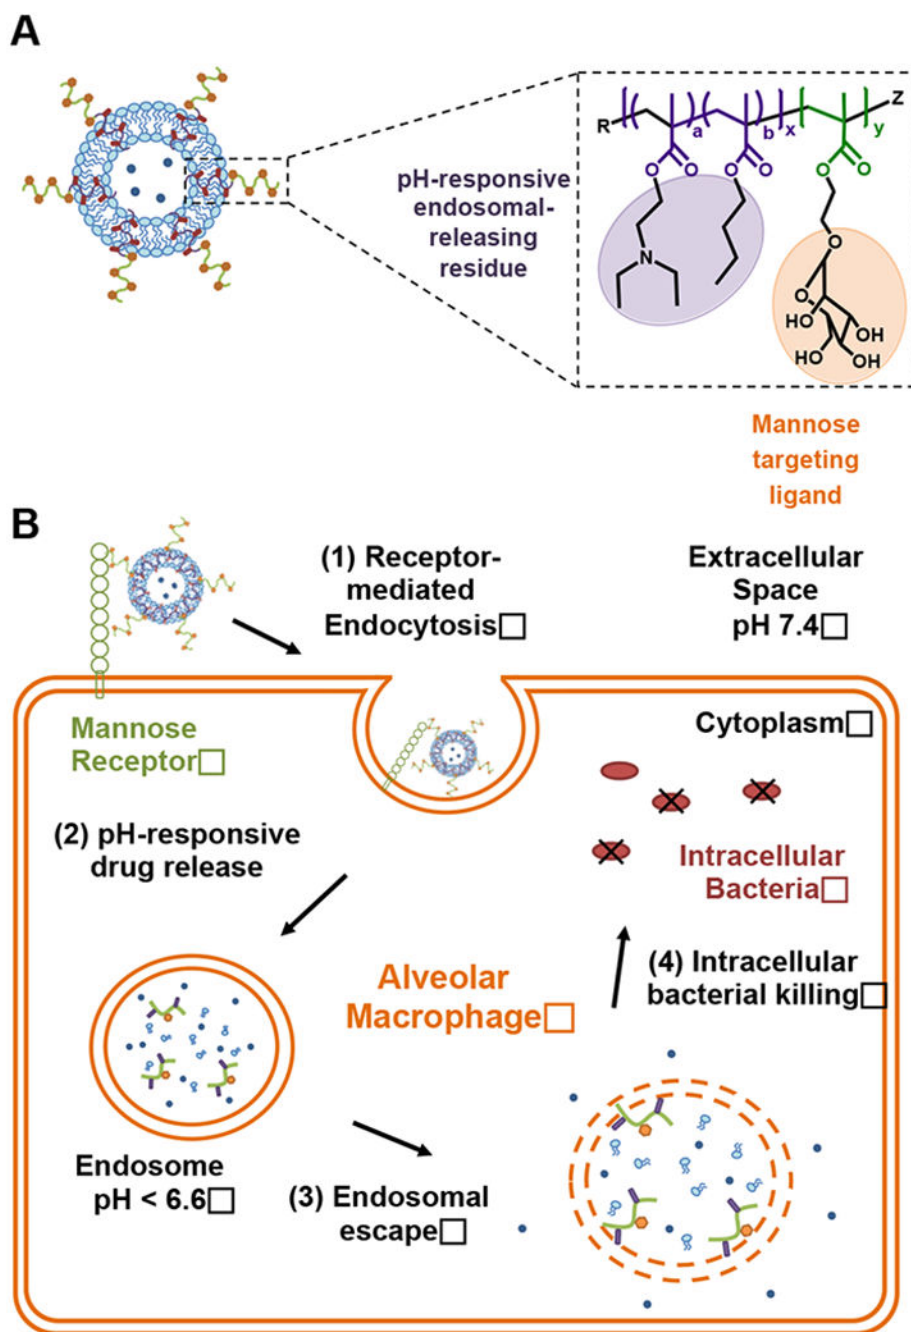 A
pH-responsive
endosomal-
releasing
residue
R
a
b
x
y
Z
O
O
O
O
O
O
N
O
O
HO
OH
HO
OH
Mannose
targeting
ligand
B
(1) Receptor-
mediated
Endocytosis□
Extracellular
Space
pH 7.4□
Mannose
Receptor□
Cytoplasm□
(2) pH-responsive
drug release
Intracellular
Bacteria□
Alveolar
Macrophage□
(4) Intracellular
bacterial killing□
Endosome
pH < 6.6□
(3) Endosomal
escape□